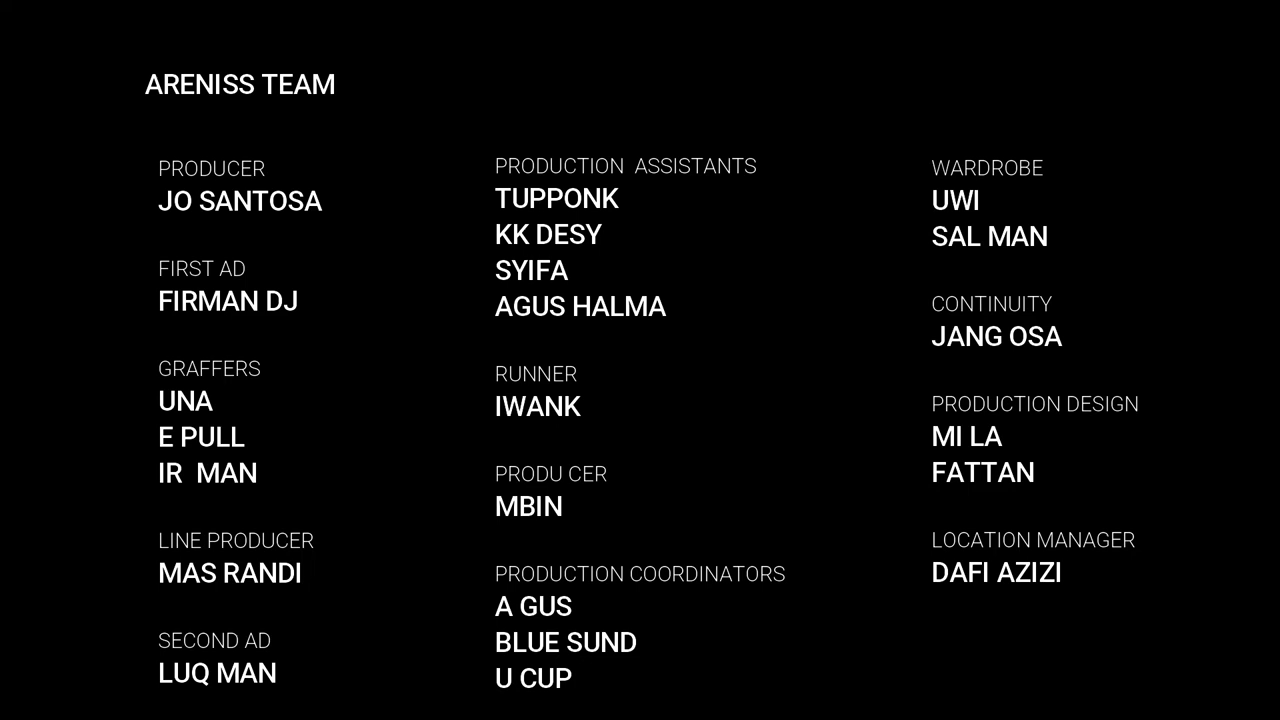 ARENISS TEAM
PRODUCER
JO SANTOSA
FIRST AD
FIRMAN DJ
GRAFFERS
UNA
E PULL
IR  MAN
LINE PRODUCER
MAS RANDI
SECOND AD
LUQ MAN
PRODUCTION  ASSISTANTS
TUPPONK
KK DESY
SYIFA
AGUS HALMA
RUNNER
IWANK
PRODU CER
MBIN
PRODUCTION COORDINATORS
A GUS
BLUE SUND
U CUP
WARDROBE
UWI
SAL MAN
CONTINUITY
JANG OSA
PRODUCTION DESIGN
MI LA
FATTAN
LOCATION MANAGER
DAFI AZIZI